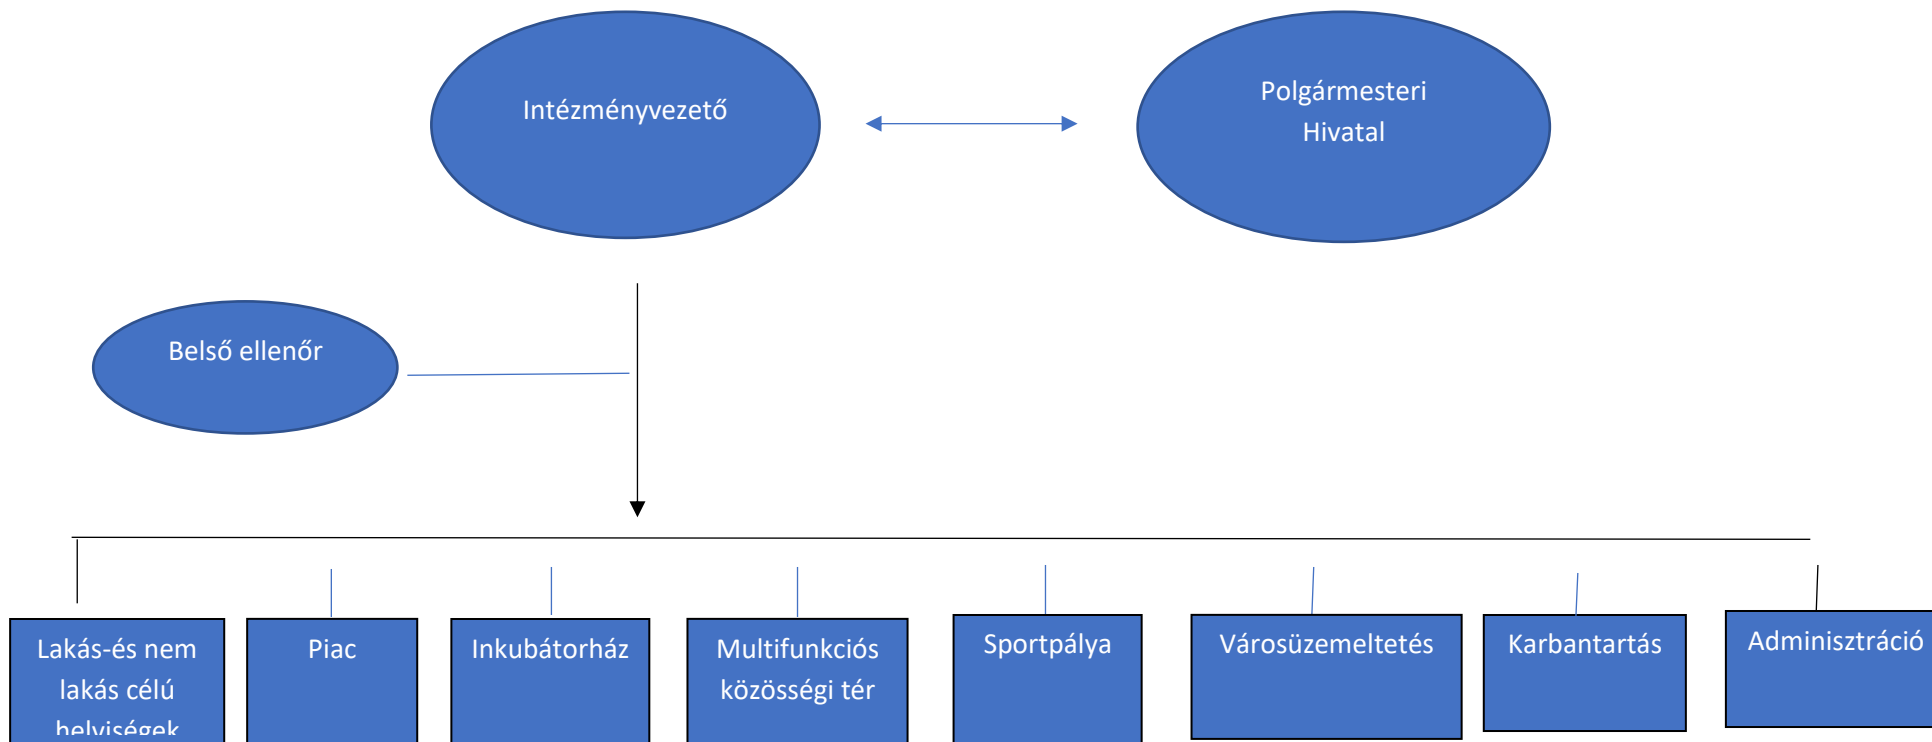 Intézményvezető
Polgármesteri
Hivatal
Belső ellenőr
Lakás-és nem
lakás célú
helyiségek
Piac
Inkubátorház
Multifunkciós
közösségi tér
Sportpálya
Városüzemeltetés
Karbantartás
Adminisztráció